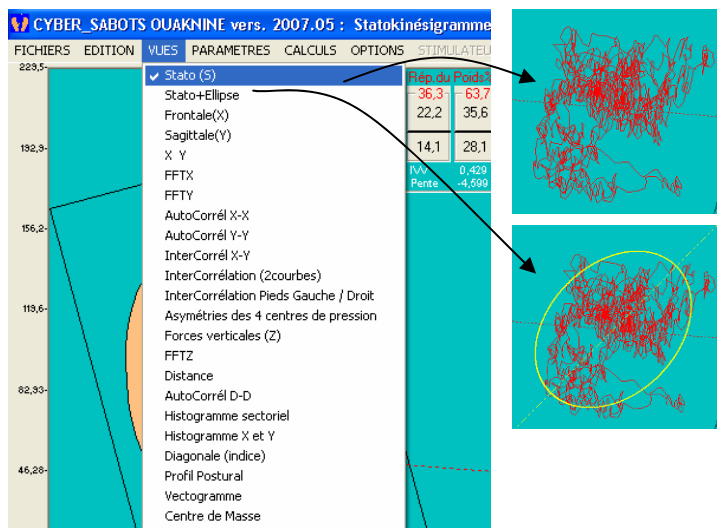 CYBER_SABOTS OUAKNINE vers. 2007.05 : Statokinésigramme
FICHIERS EDITION VUES PARAMETRES CALCULS OPTIONS STIMULATEU
229,5-
192,9-
156,2-
119,6-
82,93-
46,28-
Stato (S)
Stato+Ellipse
Frontale(X)
Sagittale(Y)
X Y
FFTX
FFTY
AutoCorrél X-X
AutoCorrél Y-Y
InterCorrél X-Y
InterCorrélation (2courbes)
InterCorrélation Pieds Gauche / Droit
Asymétries des 4 centres de pression
Forces verticales (Z)
FFTZ
Distance
AutoCorrél D-D
Histogramme sectoriel
Histogramme X et Y
Diagonale (indice)
Profil Postural
Vectogramme
Centre de Masse
Rép.du Poids%
36,3 63,7
22,2 35,6
14,1 28,1
IVV 0,429
Pente -4,599